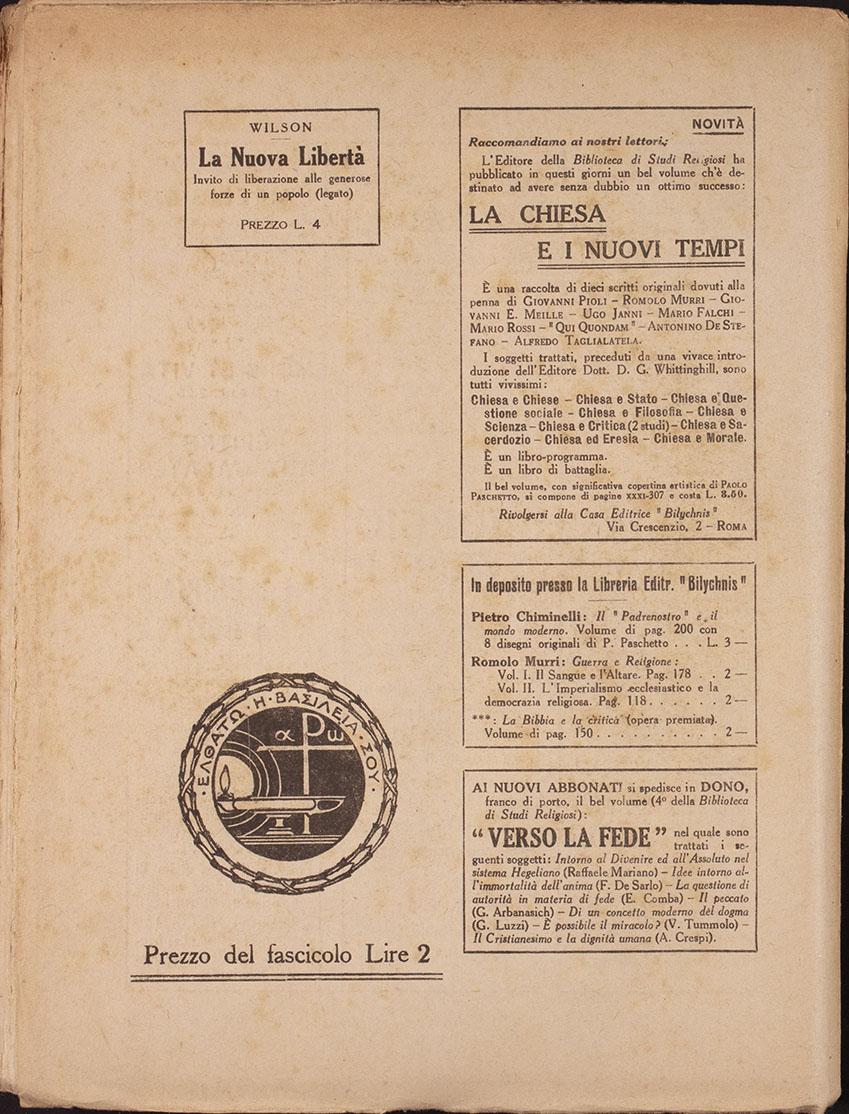 WILSON
La Nuova Libertà
Invito di liberazione alle generose
forze di un popolo (legato)
PREZZO L. 4
ΕΛΘΑΤΩ · Η · ΒΑΣΙΛΕΙΑ · ΣΟΥ ·
α ω
Prezzo del fascicolo Lire 2
NOVITÀ
Raccomandiamo ai nostri lettori:
L'Editore della Biblioteca di Studi Religiosi ha
pubblicato in questi giorni un bel volume ch'è de-
stinato ad avere senza dubbio un ottimo successo:
LA CHIESA
E I NUOVI TEMPI
È una raccolta di dieci scritti originali dovuti alla
penna di GIOVANNI PIOLI – ROMOLO MURRI – GIO-
VANNI E. MEILLE – UGO JANNI – MARIO FALCHI –
MARIO ROSSI – "QUI QUONDAM" – ANTONINO DE STE-
FANO – ALFREDO TAGLIALATELA.
I soggetti trattati, preceduti da una vivace intro-
duzione dell'Editore Dott. D. G. Whittinghill, sono
tutti vivissimi:
Chiesa e Chiese – Chiesa e Stato – Chiesa e Que-
stione sociale – Chiesa e Filosofia – Chiesa e
Scienza – Chiesa e Critica (2 studi) – Chiesa e Sa-
cerdozio – Chiesa ed Eresia – Chiesa e Morale.
È un libro-programma.
È un libro di battaglia.
Il bel volume, con significativa copertina artistica di PAOLO
PASCHETTO, si compone di pagine XXXI-307 e costa L. 3.50.
Rivolgersi alla Casa Editrice "Bilychnis"
Via Crescenzio, 2 – ROMA
In deposito presso la Libreria Editr. "Bilychnis"
Pietro Chiminelli: Il "Padrenostro" e il
mondo moderno. Volume di pag. 200 con
8 disegni originali di P. Paschetto . . . L. 3 —
Romolo Murri: Guerra e Religione:
Vol. I. Il Sangue e l'Altare. Pag. 178 . . 2 —
Vol. II. L'Imperialismo ecclesiastico e la
democrazia religiosa. Pag. 118 . . . . . . 2 —
***: La Bibbia e la critica (opera premiata).
Volume di pag. 150 . . . . . . . . . . 2 —
AI NUOVI ABBONATI si spedisce in DONO,
franco di porto, il bel volume (4º della Biblioteca
di Studi Religiosi):
"VERSO LA FEDE" nel quale sono
trattati i se-
guenti soggetti: Intorno al Divenire ed all'Assoluto nel
sistema Hegeliano (Raffaele Mariano) – Idee intorno al-
l'immortalità dell'anima (F. De Sarlo) – La questione di
autorità in materia di fede (E. Comba) – Il peccato
(G. Arbanasich) – Di un concetto moderno del dogma
(G. Luzzi) – È possibile il miracolo? (V. Tummolo) –
Il Cristianesimo e la dignità umana (A. Crespi).